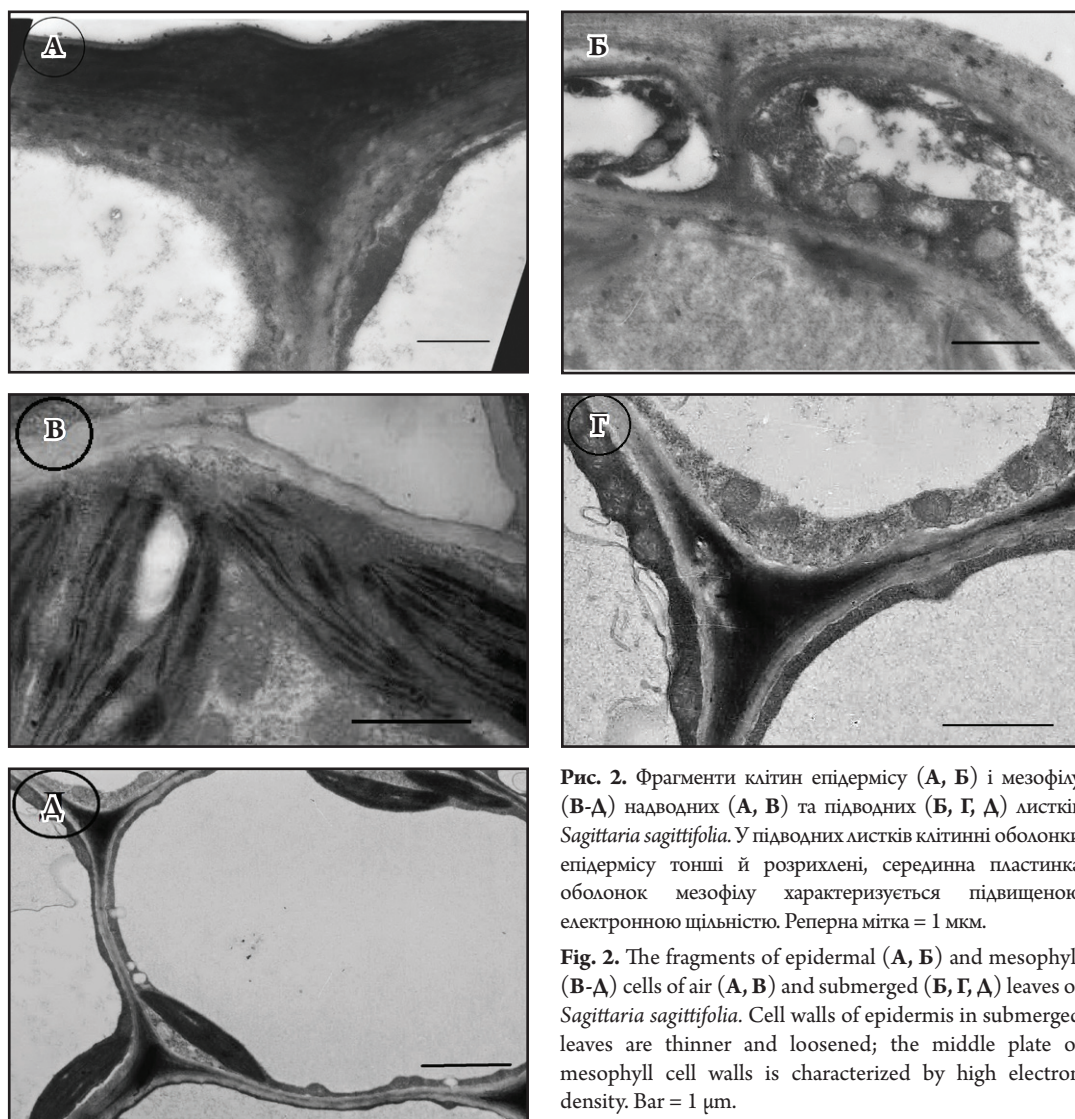 А
Б
В
Г
Д
Рис. 2. Фрагменти клітин епідермісу (А, Б) і мезофілу
(В-Д) надводних (А, В) та підводних (Б, Г, Д) листкі
Sagittaria sagittifolia. У підводних листків клітинні оболонки
епідермісу тонші й розрихлені, серединна пластинка
оболонок мезофілу характеризується підвищеною
електронною щільністю. Реперна мітка = 1 мкм.
Fig. 2. The fragments of epidermal (А, Б) and mesophyll
(В-Д) cells of air (А, В) and submerged (Б, Г, Д) leaves o
Sagittaria sagittifolia. Cell walls of epidermis in submerged
leaves are thinner and loosened; the middle plate o
mesophyll cell walls is characterized by high electron
density. Bar = 1 μm.